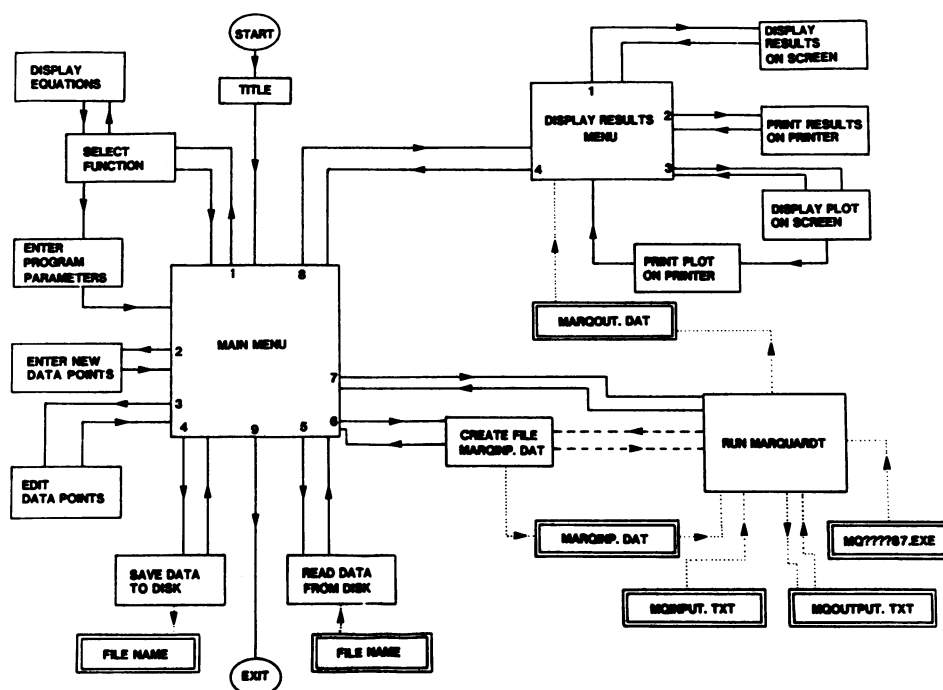 START
TITLE
DISPLAY
EQUATIONS
SELECT
FUNCTION
ENTER
PROGRAM
PARAMETERS
ENTER NEW
DATA POINTS
EDIT
DATA POINTS
1
8
MAIN MENU
2
3
4
9
5
7
6
SAVE DATA
TO DISK
FILE NAME
READ DATA
FROM DISK
FILE NAME
EXIT
1
DISPLAY RESULTS
MENU
2
4
3
DISPLAY
RESULTS
ON SCREEN
PRINT RESULTS
ON PRINTER
DISPLAY PLOT
ON SCREEN
PRINT PLOT
ON PRINTER
MARQOUT. DAT
CREATE FILE
MARQINP. DAT
RUN MARQUARDT
MARQINP. DAT
MQ????87.EXE
MQINPUT. TXT
MQOUTPUT. TXT